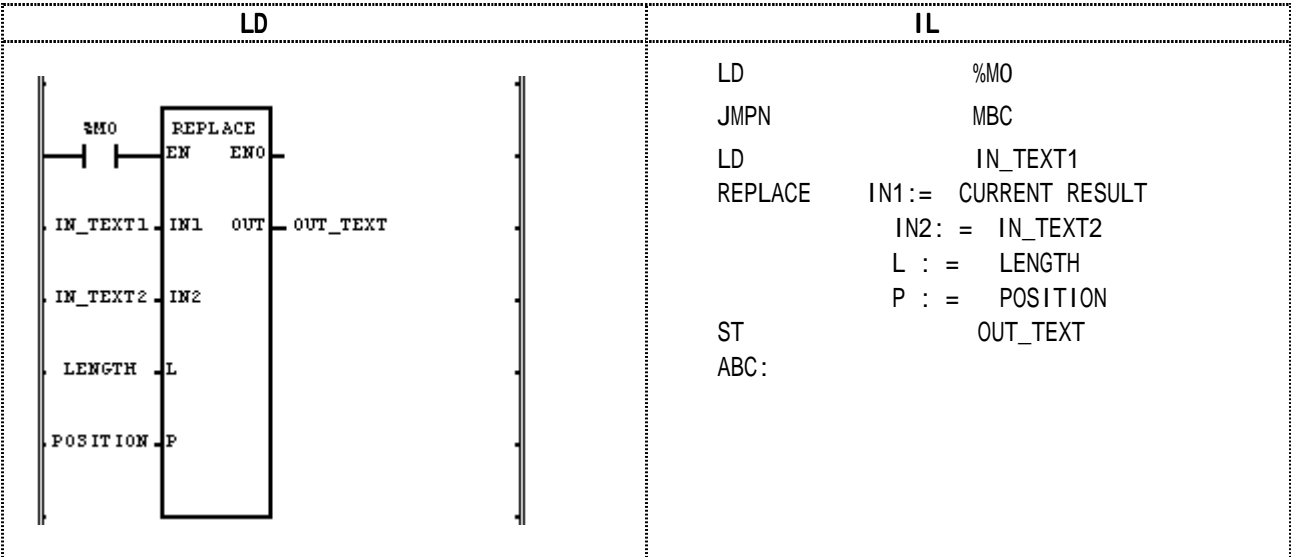 LD
IL
%M0
REPLACE
EN ENO
IN_TEXT1 IN1 OUT OUT_TEXT
IN_TEXT2 IN2
LENGTH L
POSITION P
LD %M0
JMPN MBC
LD IN_TEXT1
REPLACE IN1:= CURRENT RESULT
IN2: = IN_TEXT2
L : = LENGTH
P : = POSITION
ST OUT_TEXT
ABC: